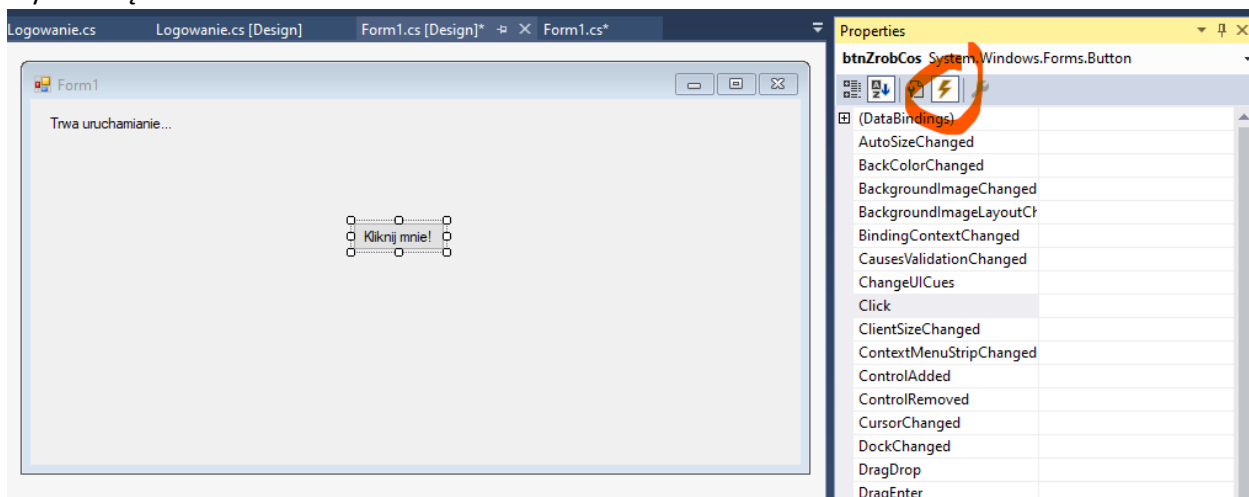 Logowanie.cs Logowanie.cs [Design] Form1.cs [Design]* Form1.cs*
Form1
Trwa uruchamianie...
Kliknij mnie!
Properties
btnZrobCos System.Windows.Forms.Button
(DataBindings)
AutoSizeChanged
BackColorChanged
BackgroundImageChanged
BackgroundImageLayoutCh
BindingContextChanged
CausesValidationChanged
ChangeUICues
Click
ClientSizeChanged
ContextMenuStripChanged
ControlAdded
ControlRemoved
CursorChanged
DockChanged
DragDrop
DragEnter